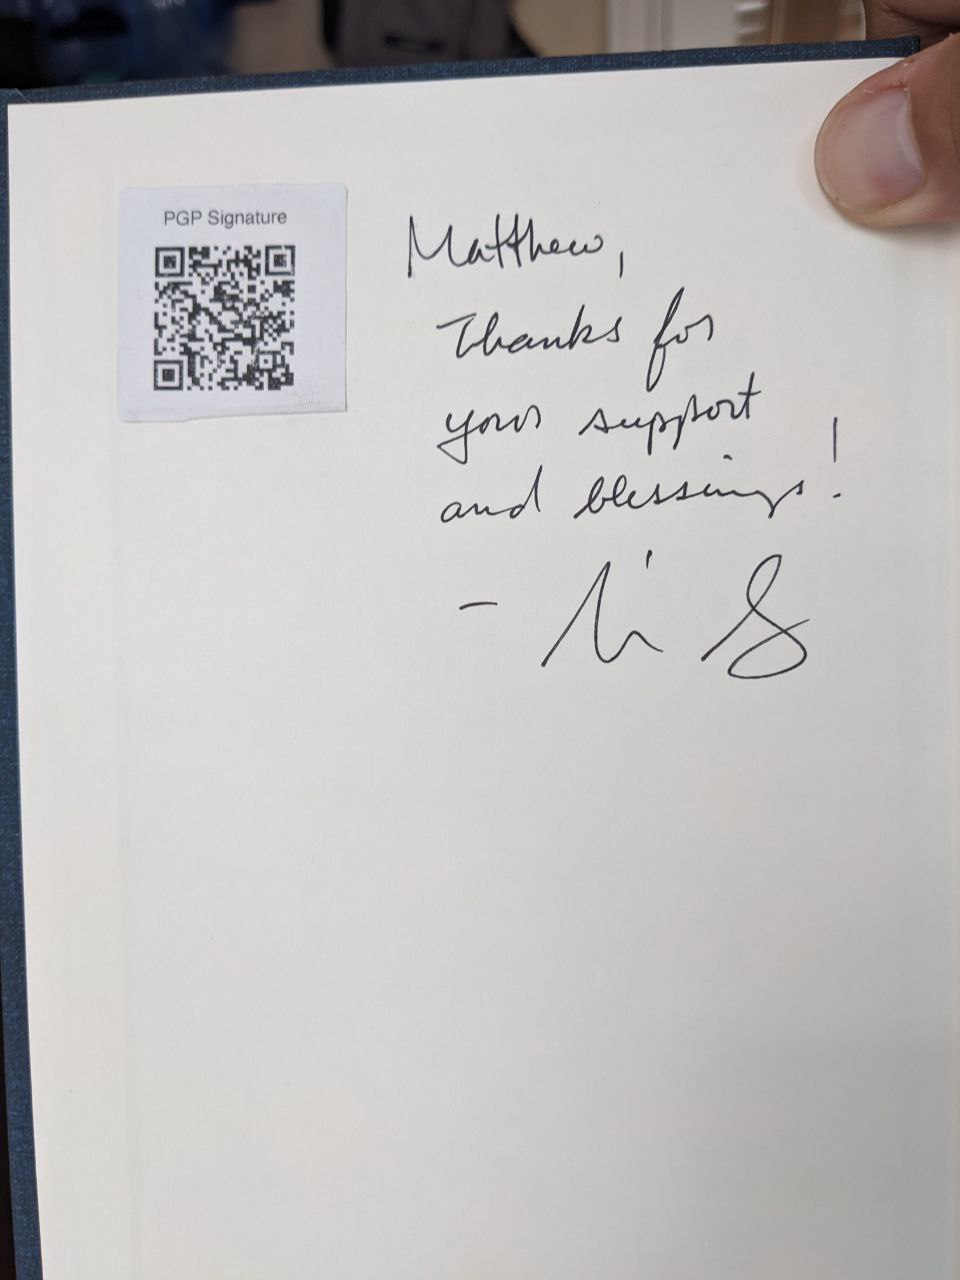 PGP Signature
Matthew,
Thanks for
your support
and blessings!